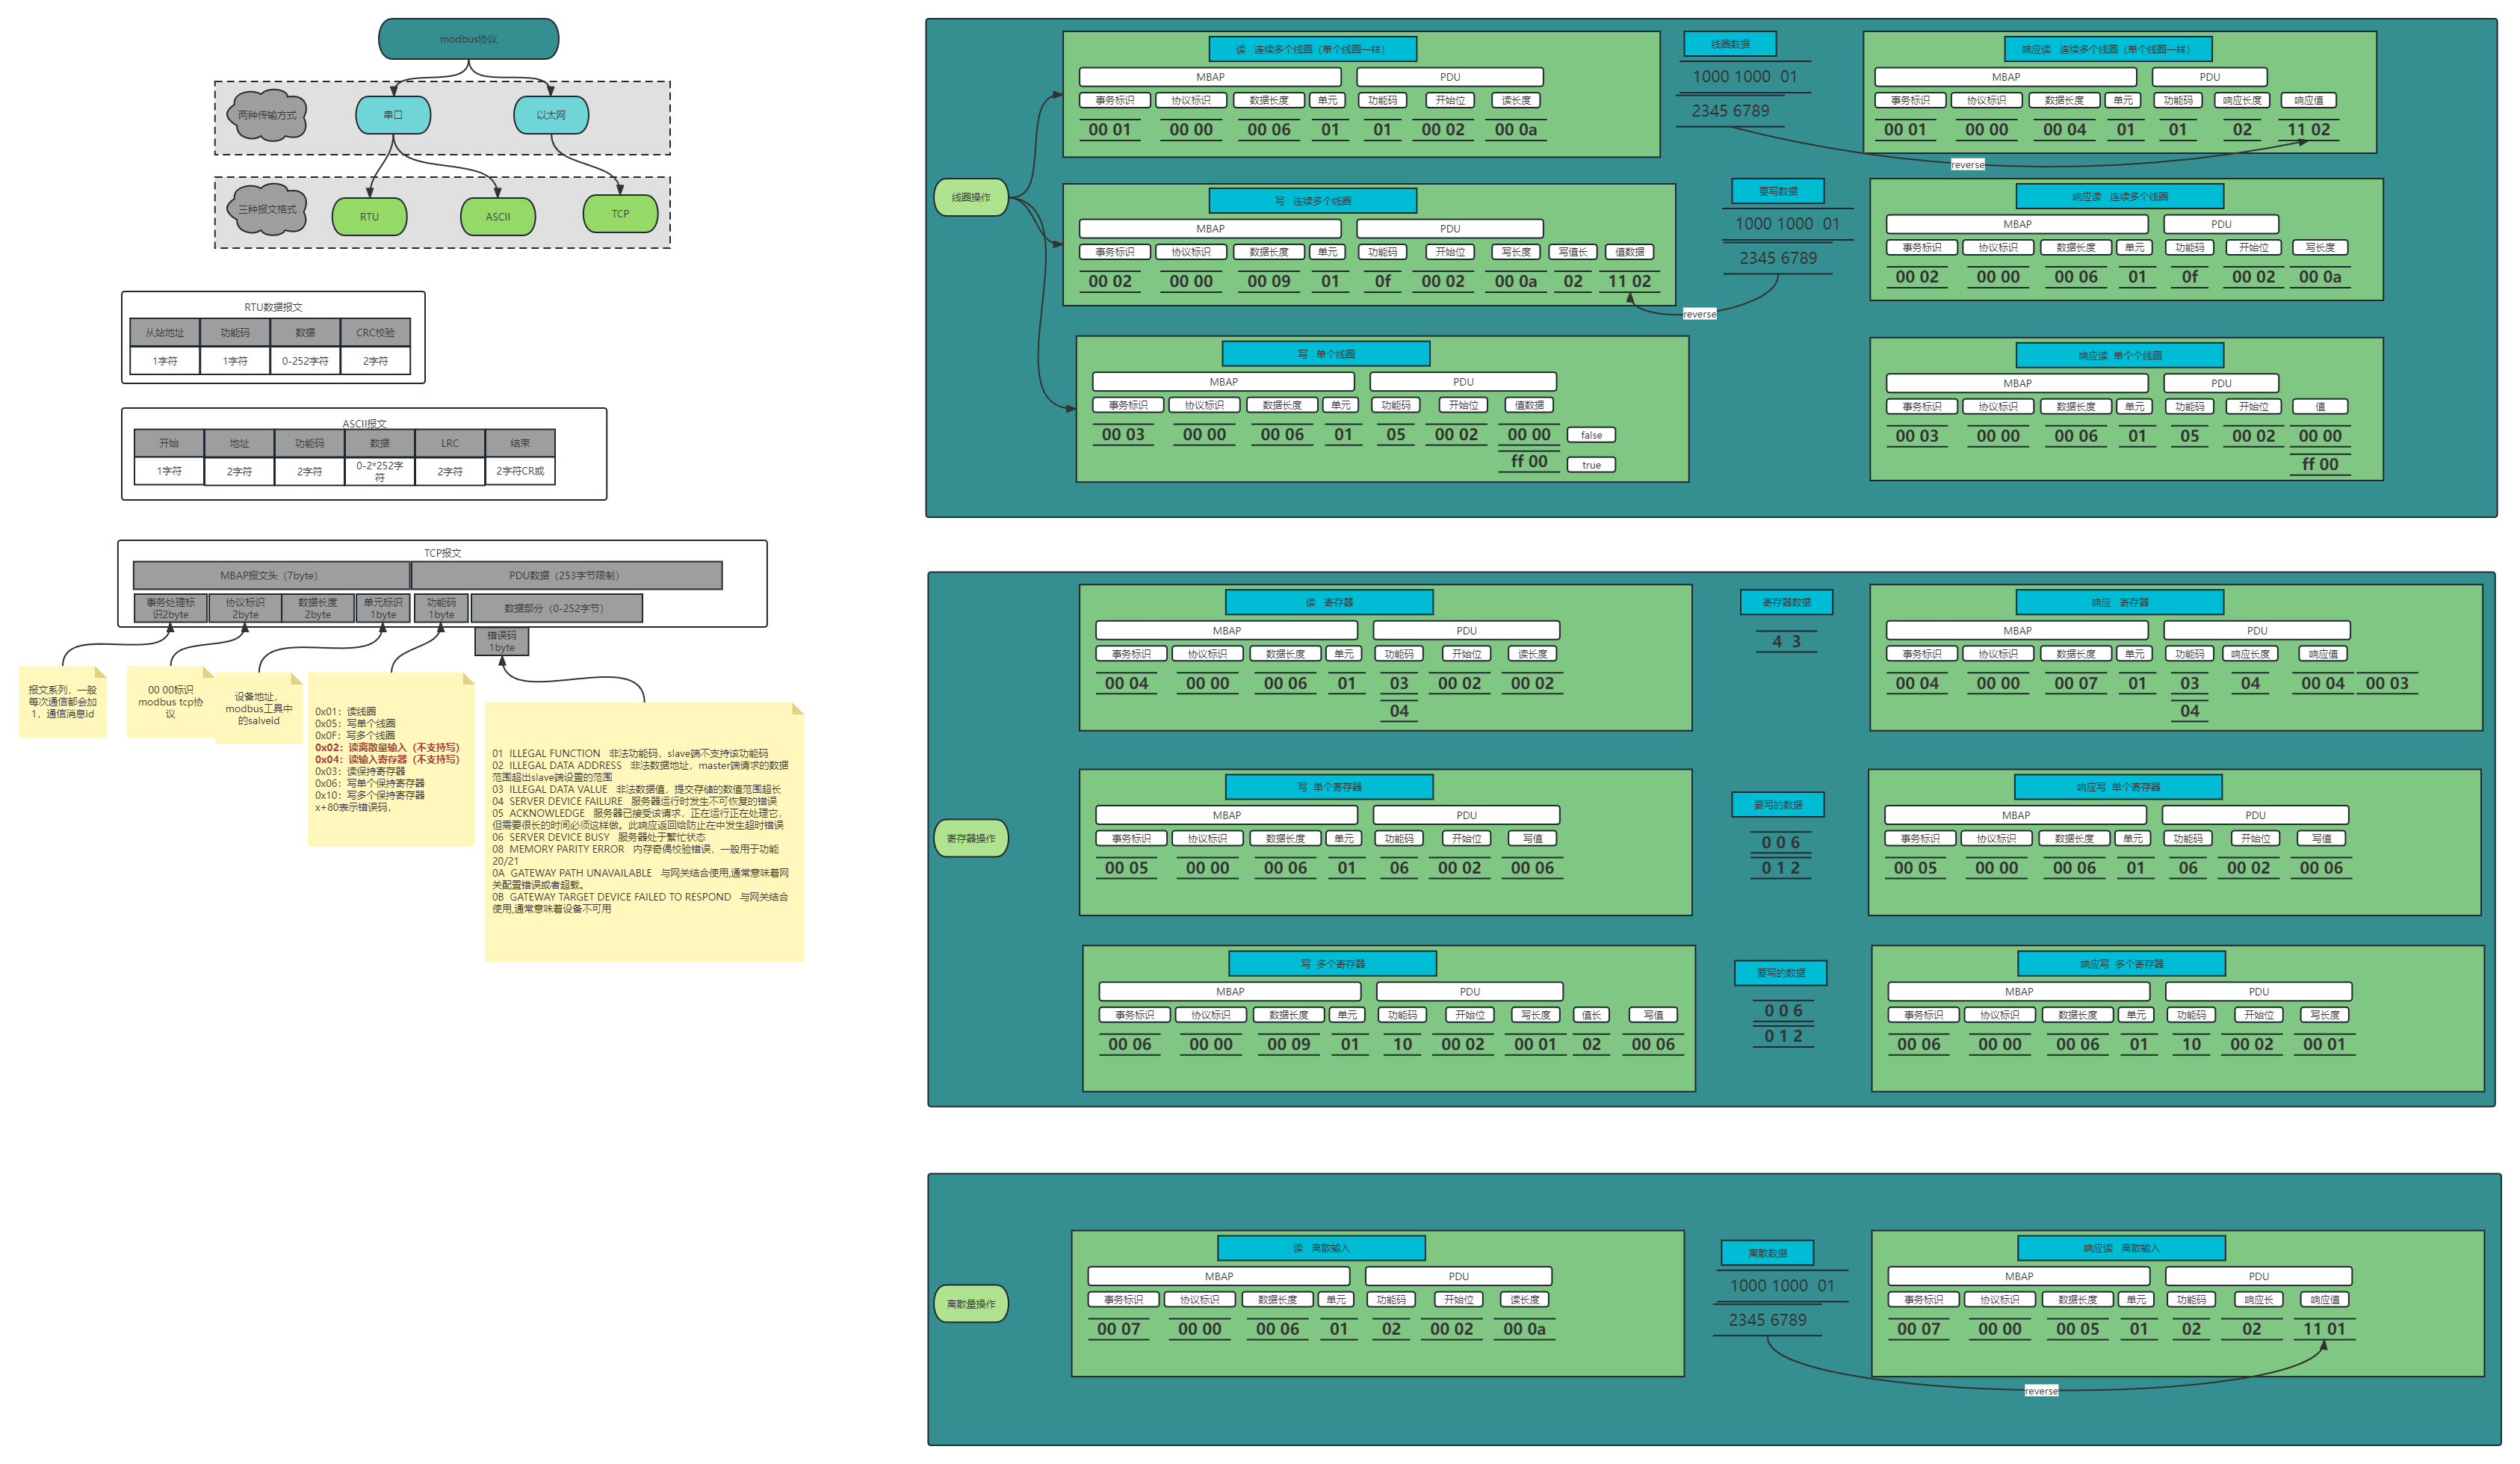 modbus协议
两种传输方式
串口
以太网
三种报文格式
RTU
ASCII
TCP
RTU数据报文
从站地址 功能码 数据 CRC校验
1字符 1字符 0-252字符 2字符
ASCII报文
开始 地址 功能码 数据 LRC 结束
1字符 2字符 2字符 0-2*252字 2字符 2字符CR或
符
TCP报文
MBAP报文头（7byte） PDU数据（253字节限制）
事务处理标 协议标识 数据长度 单元标识 功能码 数据部分（0-252字节）
识2byte 2byte 2byte 1byte 1byte
错误码
1byte
报文系列，一般
每次通信都会加
1，通信消息id
00 00标识
modbus tcp协
议
设备地址，
modbus工具中
的salveid
0x01：读线圈
0x05：写单个线圈
0x0F：写多个线圈
0x02：读离散量输入（不支持写）
0x04：读输入寄存器（不支持写）
0x03：读保持寄存器
0x06：写单个保持寄存器
0x10：写多个保持寄存器
x+80表示错误码，
01 ILLEGAL FUNCTION 非法功能码，slave端不支持该功能码
02 ILLEGAL DATA ADDRESS 非法数据地址，master端请求的数据
范围超出slave端设置的范围
03 ILLEGAL DATA VALUE 非法数据值，提交存储的数值范围超长
04 SERVER DEVICE FAILURE 服务器运行时发生不可恢复的错误
05 ACKNOWLEDGE 服务器已接受该请求，正在运行正在处理它，
但需要很长的时间必须这样做。此响应返回给防止在中发生超时错误
06 SERVER DEVICE BUSY 服务器处于繁忙状态
08 MEMORY PARITY ERROR 内存奇偶校验错误，一般用于功能
20/21
0A GATEWAY PATH UNAVAILABLE 与网关结合使用,通常意味着网
关配置错误或者超载。
0B GATEWAY TARGET DEVICE FAILED TO RESPOND 与网关结合
使用,通常意味着设备不可用
线圈操作
读 连续多个线圈（单个线圈一样）
MBAP PDU
事务标识 协议标识 数据长度 单元 功能码 开始位 读长度
00 01 00 00 00 06 01 01 00 02 00 0a
线圈数据
1000 1000 01
2345 6789
reverse
响应读 连续多个线圈（单个线圈一样）
MBAP PDU
事务标识 协议标识 数据长度 单元 功能码 响应长度 响应值
00 01 00 00 00 04 01 01 02 11 02
写 连续多个线圈
MBAP PDU
事务标识 协议标识 数据长度 单元 功能码 开始位 写长度 写值长 值数据
00 02 00 00 00 09 01 0f 00 02 00 0a 02 11 02
要写数据
1000 1000 01
2345 6789
reverse
响应读 连续多个线圈
MBAP PDU
事务标识 协议标识 数据长度 单元 功能码 开始位 写长度
00 02 00 00 00 06 01 0f 00 02 00 0a
写 单个线圈
MBAP PDU
事务标识 协议标识 数据长度 单元 功能码 开始位 值数据
00 03 00 00 00 06 01 05 00 02 00 00 false
ff 00 true
响应读 单个个线圈
MBAP PDU
事务标识 协议标识 数据长度 单元 功能码 开始位 值
00 03 00 00 00 06 01 05 00 02 00 00
ff 00
寄存器操作
读 寄存器
MBAP PDU
事务标识 协议标识 数据长度 单元 功能码 开始位 读长度
00 04 00 00 00 06 01 03 00 02 00 02
04
寄存器数据
4 3
响应 寄存器
MBAP PDU
事务标识 协议标识 数据长度 单元 功能码 响应长度 响应值
00 04 00 00 00 07 01 03 04 00 04 00 03
04
写 单个寄存器
MBAP PDU
事务标识 协议标识 数据长度 单元 功能码 开始位 写值
00 05 00 00 00 06 01 06 00 02 00 06
要写的数据
0 0 6
0 1 2
响应写 单个寄存器
MBAP PDU
事务标识 协议标识 数据长度 单元 功能码 开始位 写值
00 05 00 00 00 06 01 06 00 02 00 06
写 多个寄存器
MBAP PDU
事务标识 协议标识 数据长度 单元 功能码 开始位 写长度 值长 写值
00 06 00 00 00 09 01 10 00 02 00 01 02 00 06
要写的数据
0 0 6
0 1 2
响应写 多个寄存器
MBAP PDU
事务标识 协议标识 数据长度 单元 功能码 开始位 写长度
00 06 00 00 00 06 01 10 00 02 00 01
离散量操作
读 离散输入
MBAP PDU
事务标识 协议标识 数据长度 单元 功能码 开始位 读长度
00 07 00 00 00 06 01 02 00 02 00 0a
离散数据
1000 1000 01
2345 6789
reverse
响应读 离散输入
MBAP PDU
事务标识 协议标识 数据长度 单元 功能码 响应长 响应值
00 07 00 00 00 05 01 02 02 11 01